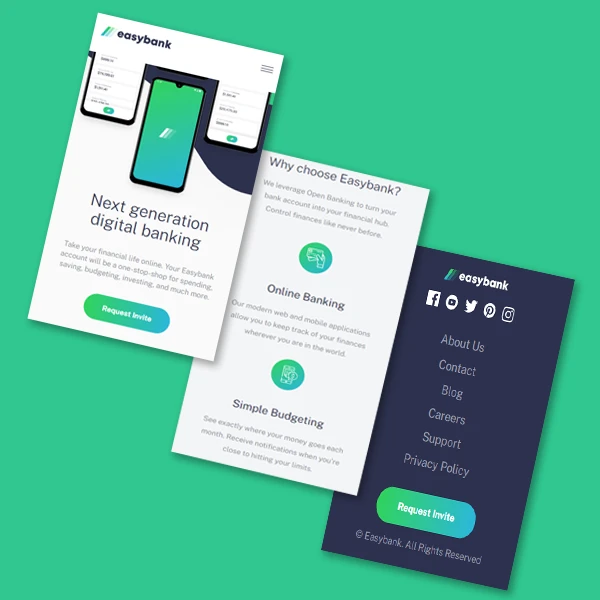 easybank
Next generation
digital banking
Take your financial life online. Your Easybank
account will be a one-stop-shop for spending,
saving, budgeting, investing, and much more.
Request Invite
Why choose Easybank?
We leverage Open Banking to turn your
bank account into your financial hub.
Control finances like never before.
Online Banking
Our modern web and mobile applications
allow you to keep track of your finances
wherever you are in the world.
Simple Budgeting
See exactly where your money goes each
month. Receive notifications when you're
close to hitting your limits.
easybank
About Us
Contact
Blog
Careers
Support
Privacy Policy
Request Invite
© Easybank. All Rights Reserved